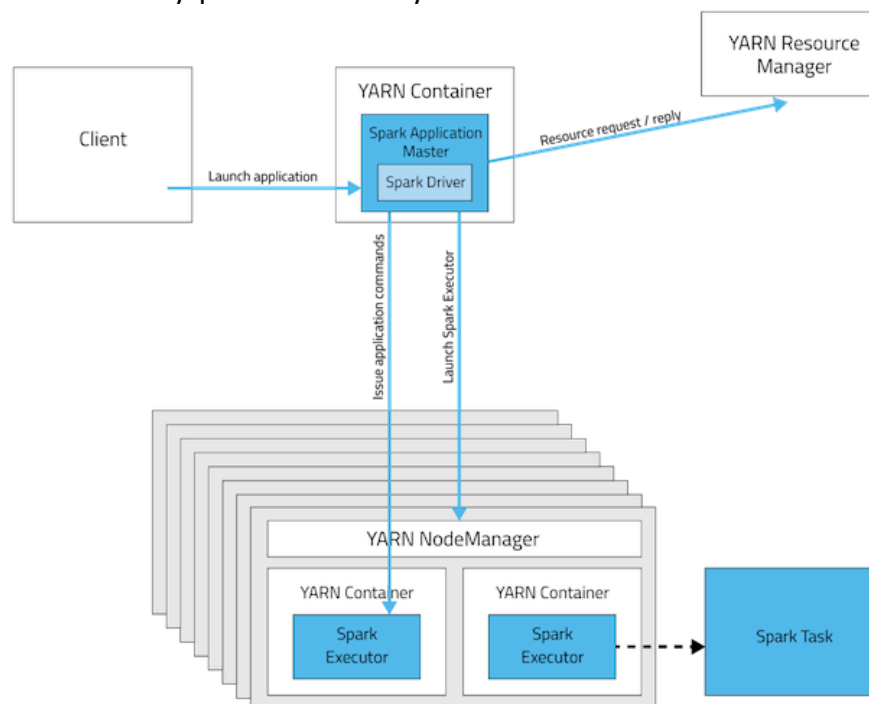 YARN Resource
Manager
YARN Container
Client
Spark Application
Master
Resource request / reply
Launch application
Spark Driver
Issue application commands
Launch Spark Executor
YARN NodeManager
YARN Container
YARN Container
Spark
Executor
Spark
Executor
Spark Task